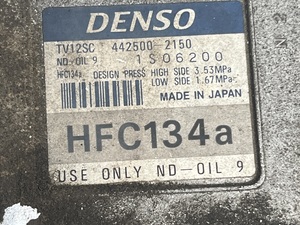 DENSO
TV12SC 442500-2150
ND-OIL 9 1S06200
HFC134a DESIGN PRESS HIGH SIDE 3.53MPa
LOW SIDE 1.67MPa
MADE IN JAPAN
HFC134a
USE ONLY ND-OIL 9